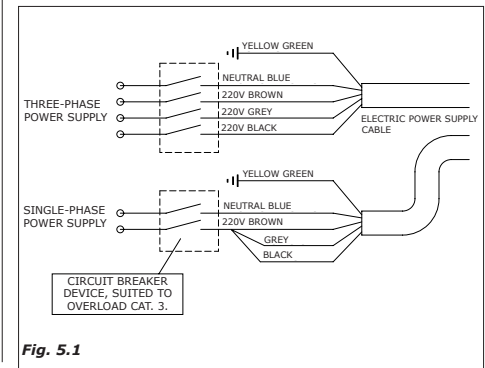 YELLOW GREEN
NEUTRAL BLUE
220V BROWN
220V GREY
220V BLACK
THREE-PHASE
POWER SUPPLY
ELECTRIC POWER SUPPLY
CABLE
YELLOW GREEN
NEUTRAL BLUE
220V BROWN
GREY
BLACK
SINGLE-PHASE
POWER SUPPLY
CIRCUIT BREAKER
DEVICE, SUITED TO
OVERLOAD CAT. 3.
Fig. 5.1